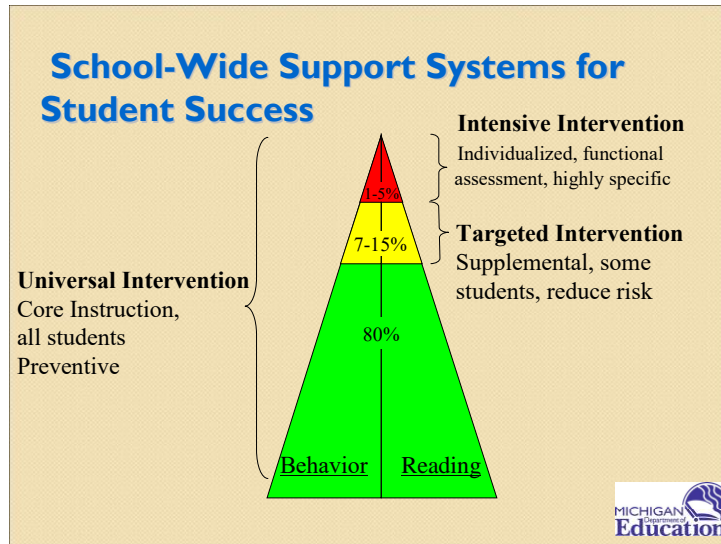 School-Wide Support Systems for
Student Success
Intensive Intervention
Individualized, functional
assessment, highly specific
1-5%
Targeted Intervention
Supplemental, some
students, reduce risk
7-15%
Universal Intervention
Core Instruction,
all students
Preventive
80%
Behavior Reading
MICHIGAN
Department of
Education